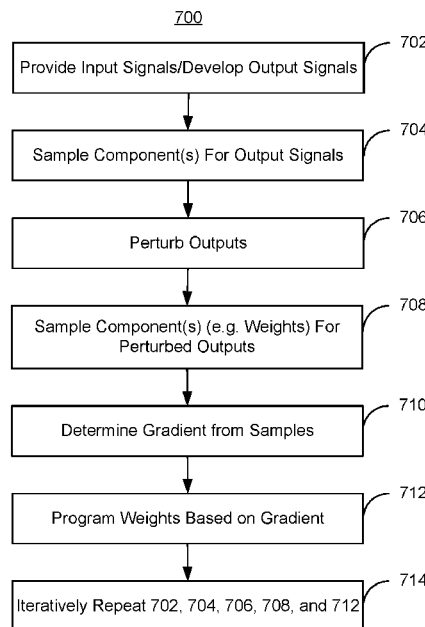 700
702
Provide Input Signals/Develop Output Signals
704
Sample Component(s) For Output Signals
706
Perturb Outputs
708
Sample Component(s) (e.g. Weights) For
Perturbed Outputs
710
Determine Gradient from Samples
712
Program Weights Based on Gradient
714
Iteratively Repeat 702, 704, 706, 708, and 712